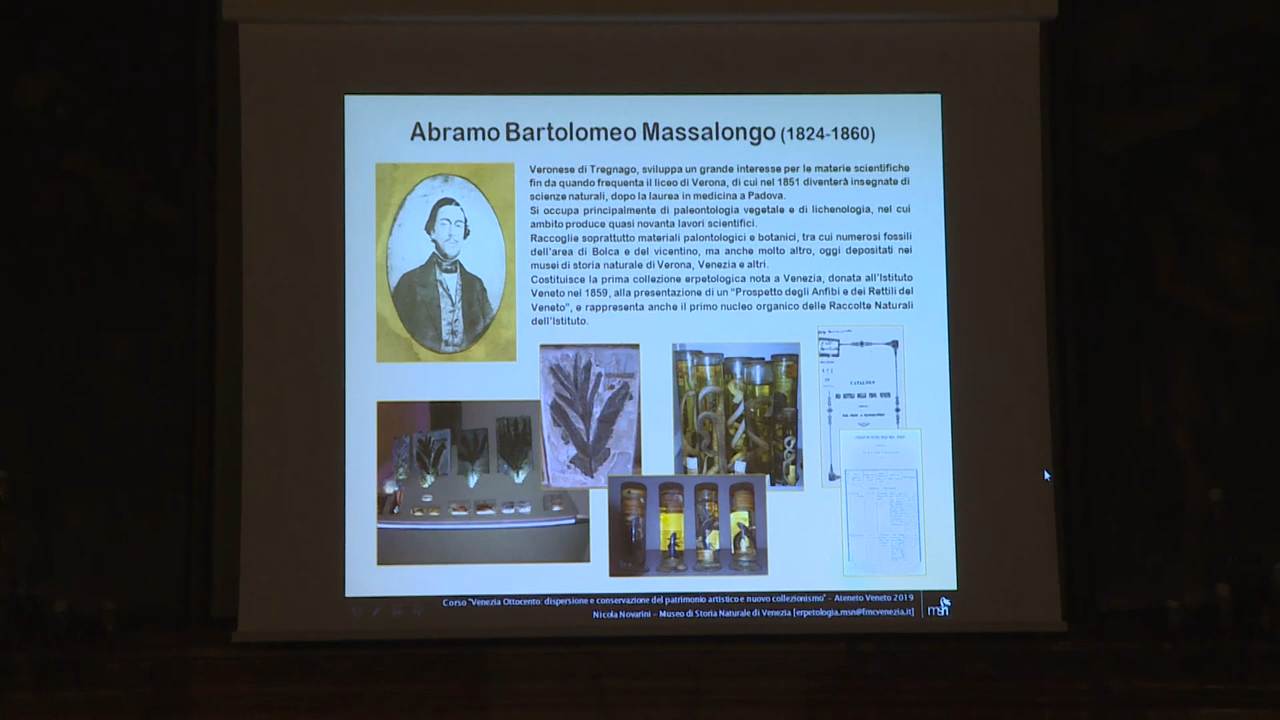 Abramo Bartolomeo Massalongo (1824-1860)
Veronese di Tregnago, sviluppa un grande interesse per le materie scientifiche
fin da quando frequenta il liceo di Verona, di cui nel 1851 diventerà insegnate di
scienze naturali, dopo la laurea in medicina a Padova.
Si occupa principalmente di paleontologia vegetale e di lichenologia, nel cui
ambito produce quasi novanta lavori scientifici.
Raccoglie soprattutto materiali palontologici e botanici, tra cui numerosi fossili
dell'area di Bolca e del vicentino, ma anche molto altro, oggi depositati nei
musei di storia naturale di Verona, Venezia e altri.
Costituisce la prima collezione erpetologica nota a Venezia, donata all'Istituto
Veneto nel 1859, alla presentazione di un "Prospetto degli Anfibi e dei Rettili del
Veneto", e rappresenta anche il primo nucleo organico delle Raccolte Naturali
dell'Istituto.
CATALOGO
DEI RETTILI DELLE PROV. VENETE
Corso "Venezia Ottocento: dispersione e conservazione del patrimonio artistico e nuovo collezionismo" – Ateneto Veneto 2019
Nicola Novarini – Museo di Storia Naturale di Venezia [erpetologia.msn@fmcvenezia.it]
msn